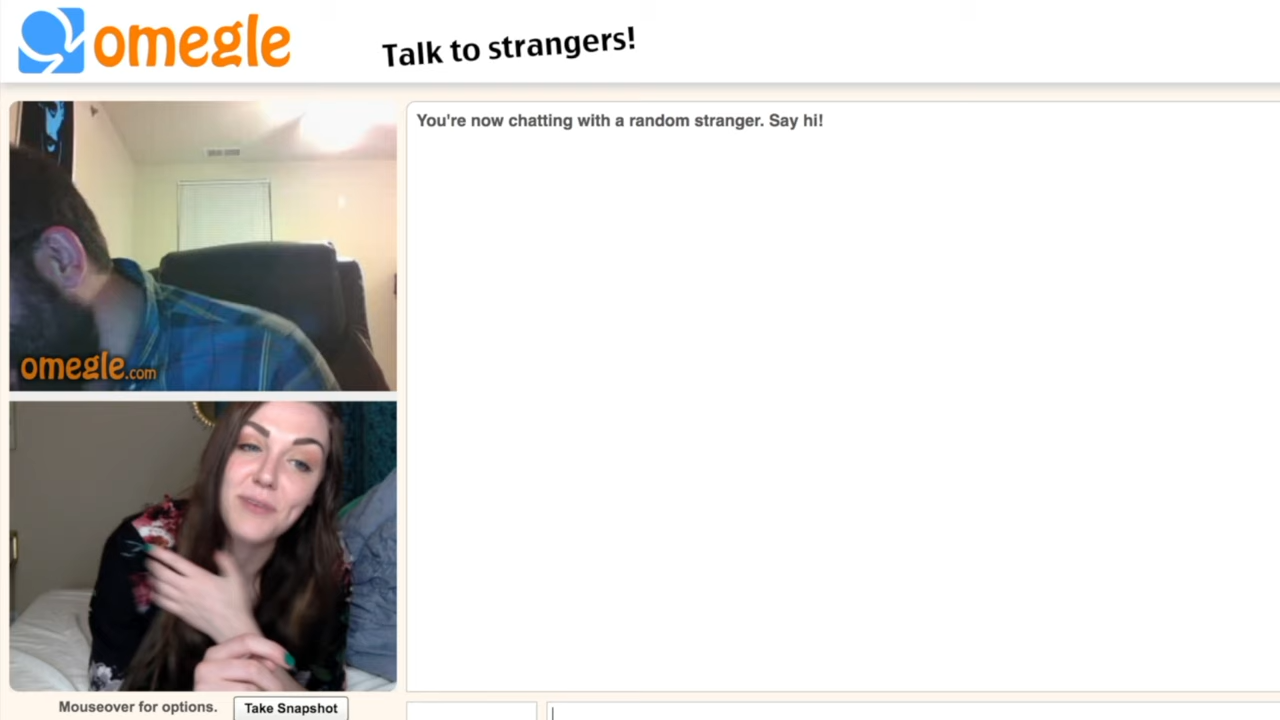 omegle
Talk to strangers!
You're now chatting with a random stranger. Say hi!
omegle.com
Mouseover for options.
Take Snapshot